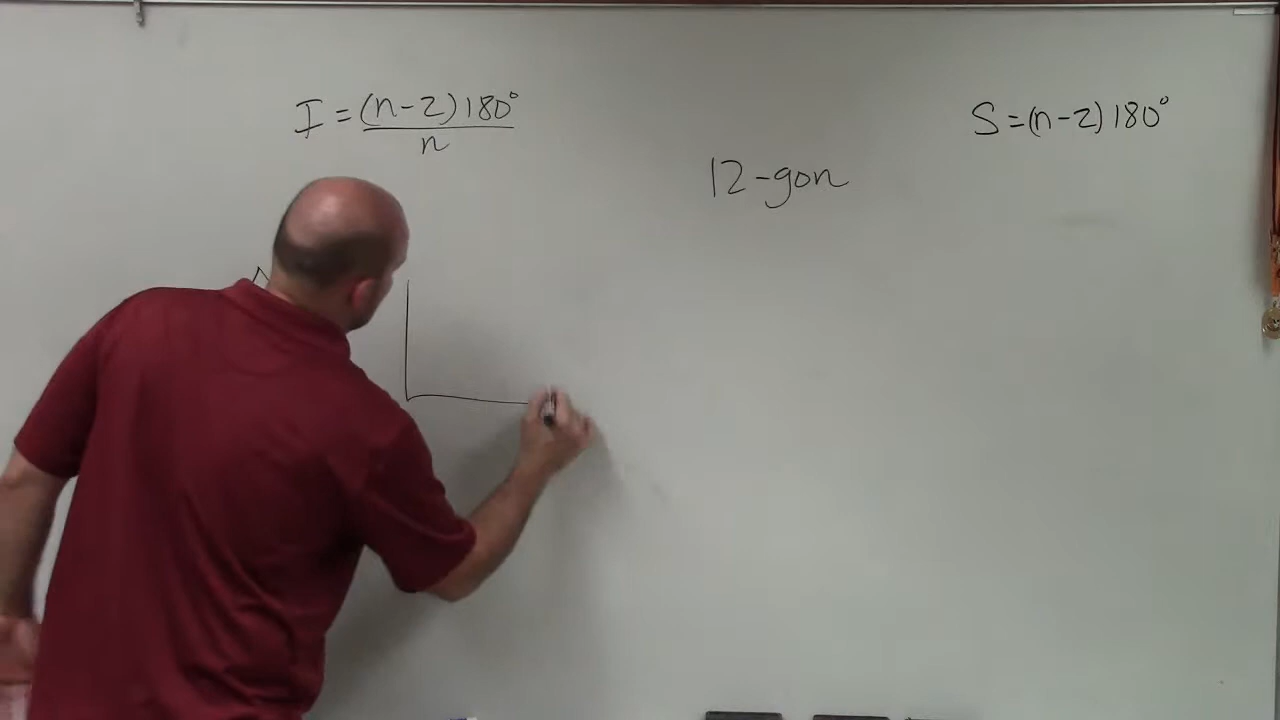 I = (n-2)180°
n
S = (n-2)180°
12-gon